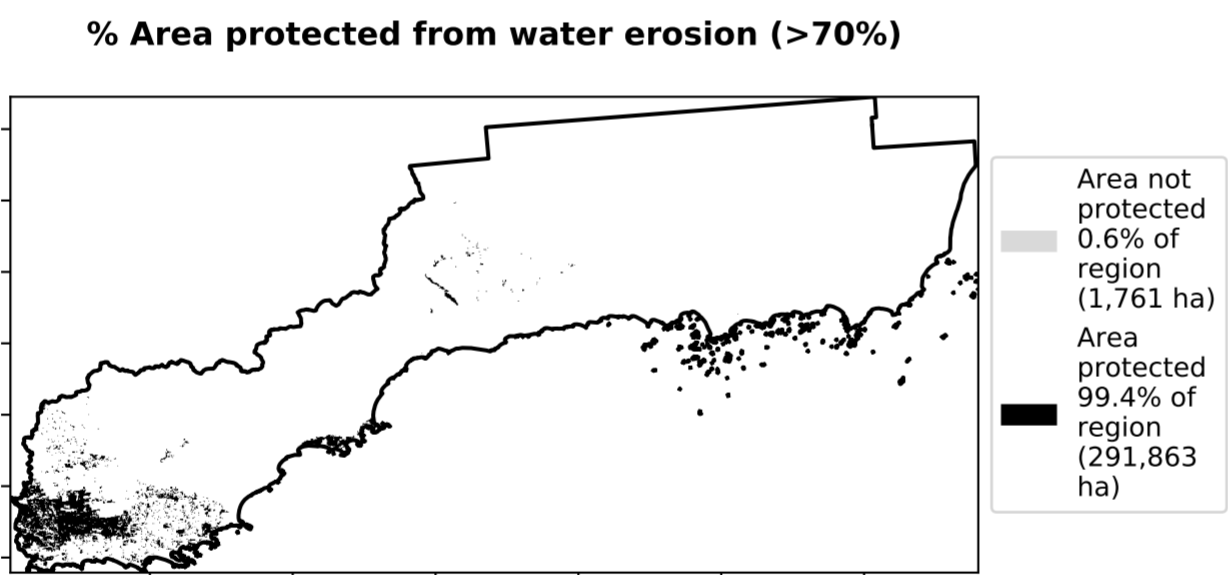 % Area protected from water erosion (>70%)
Area not
protected
0.6% of
region
(1,761 ha)
Area
protected
99.4% of
region
(291,863
ha)